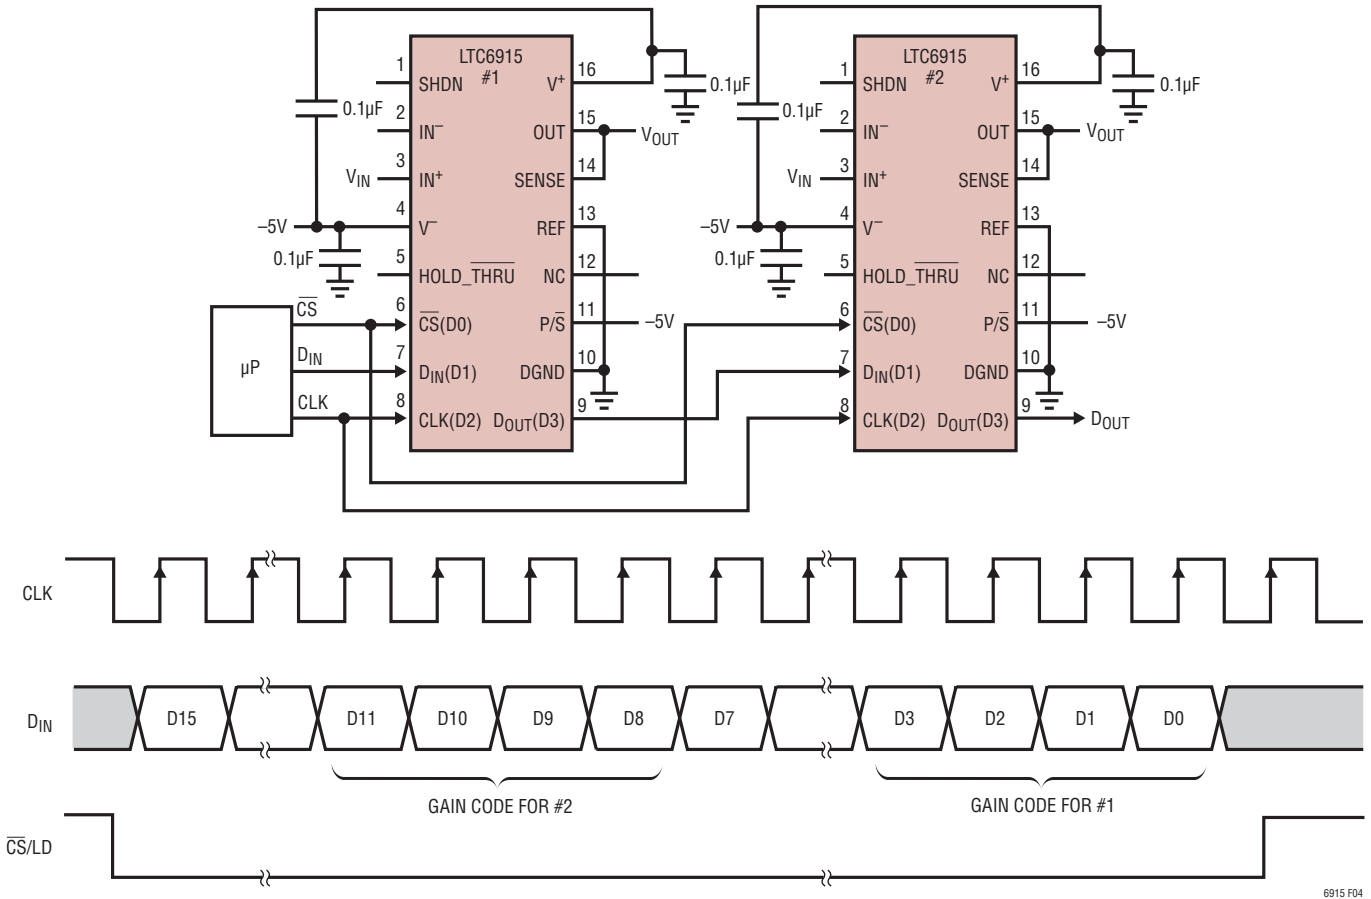 LTC6915
#1
1
SHDN
16
V+
0.1µF
0.1µF
2
IN−
15
OUT
VOUT
3
VIN
IN+
14
SENSE
4
−5V
V−
13
REF
0.1µF
5
HOLD_THRU
12
NC
6
CS
CS(D0)
11
P/S
−5V
µP
7
DIN
DIN(D1)
10
DGND
8
CLK
CLK(D2)
9
DOUT(D3)
LTC6915
#2
1
SHDN
16
V+
0.1µF
0.1µF
2
IN−
15
OUT
VOUT
3
VIN
IN+
14
SENSE
4
−5V
V−
13
REF
0.1µF
5
HOLD_THRU
12
NC
6
CS(D0)
11
P/S
−5V
7
DIN(D1)
10
DGND
8
CLK(D2)
9
DOUT(D3)
DOUT
CLK
DIN
D15
D11
D10
D9
D8
D7
D3
D2
D1
D0
GAIN CODE FOR #2
GAIN CODE FOR #1
CS/LD
6915 F04